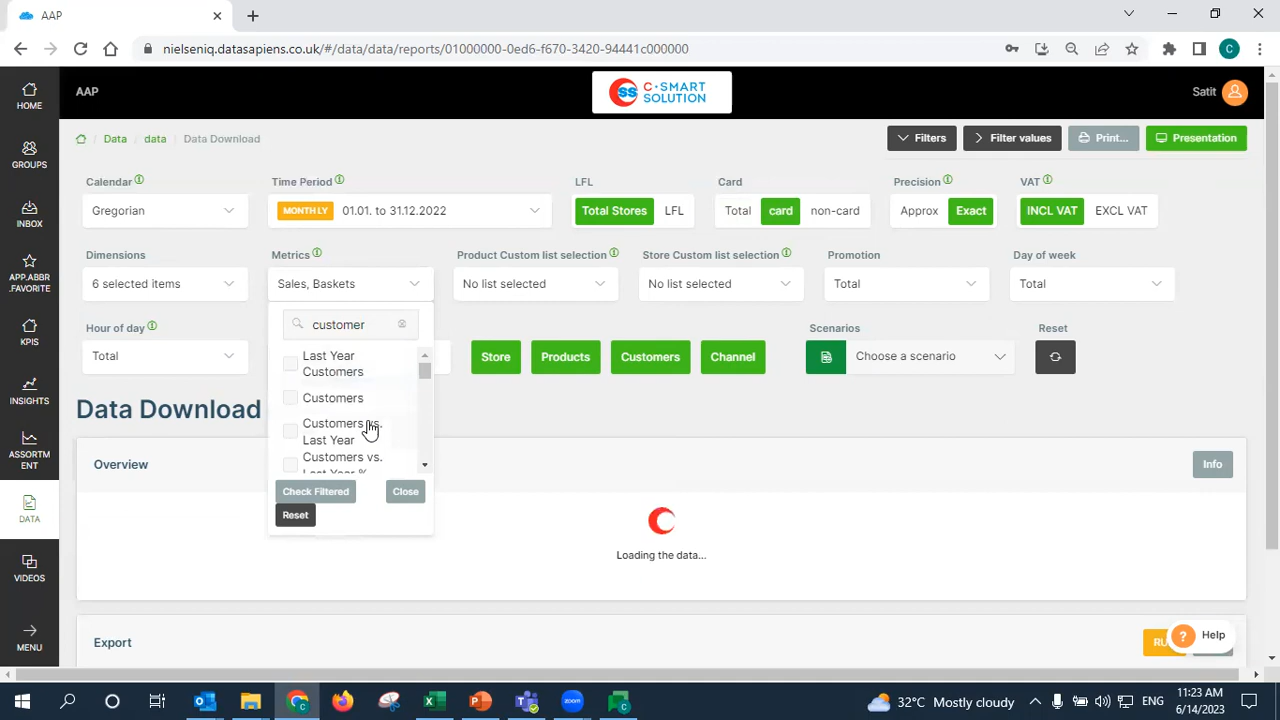 AAP
nielseniq.datasapiens.co.uk/#/data/data/reports/01000000-0ed6-f670-3420-94441c000000
C
AAP
C·SMART
SOLUTION
SS
Satit
HOME
GROUPS
INBOX
APP.ABBR
.FAVORITE
KPIS
INSIGHTS
ASSORTM
ENT
DATA
VIDEOS
MENU
/ Data / data / Data Download
Filters
Filter values
Print...
Presentation
Calendar
Time Period
LFL
Card
Precision
VAT
Gregorian
MONTHLY 01.01. to 31.12.2022
Total Stores LFL
Total card non-card
Approx Exact
INCL VAT EXCL VAT
Dimensions
Metrics
Product Custom list selection
Store Custom list selection
Promotion
Day of week
6 selected items
Sales, Baskets
No list selected
No list selected
Total
Total
Hour of day
Scenarios
Reset
Total
Store
Products
Customers
Channel
Choose a scenario
customer
Last Year
Customers
Customers
Customers vs.
Last Year
Customers vs.
Last Year %
Check Filtered
Close
Reset
Data Download
Overview
Info
Loading the data...
Export
RU
? Help
32°C Mostly cloudy
ENG
11:23 AM
6/14/2023